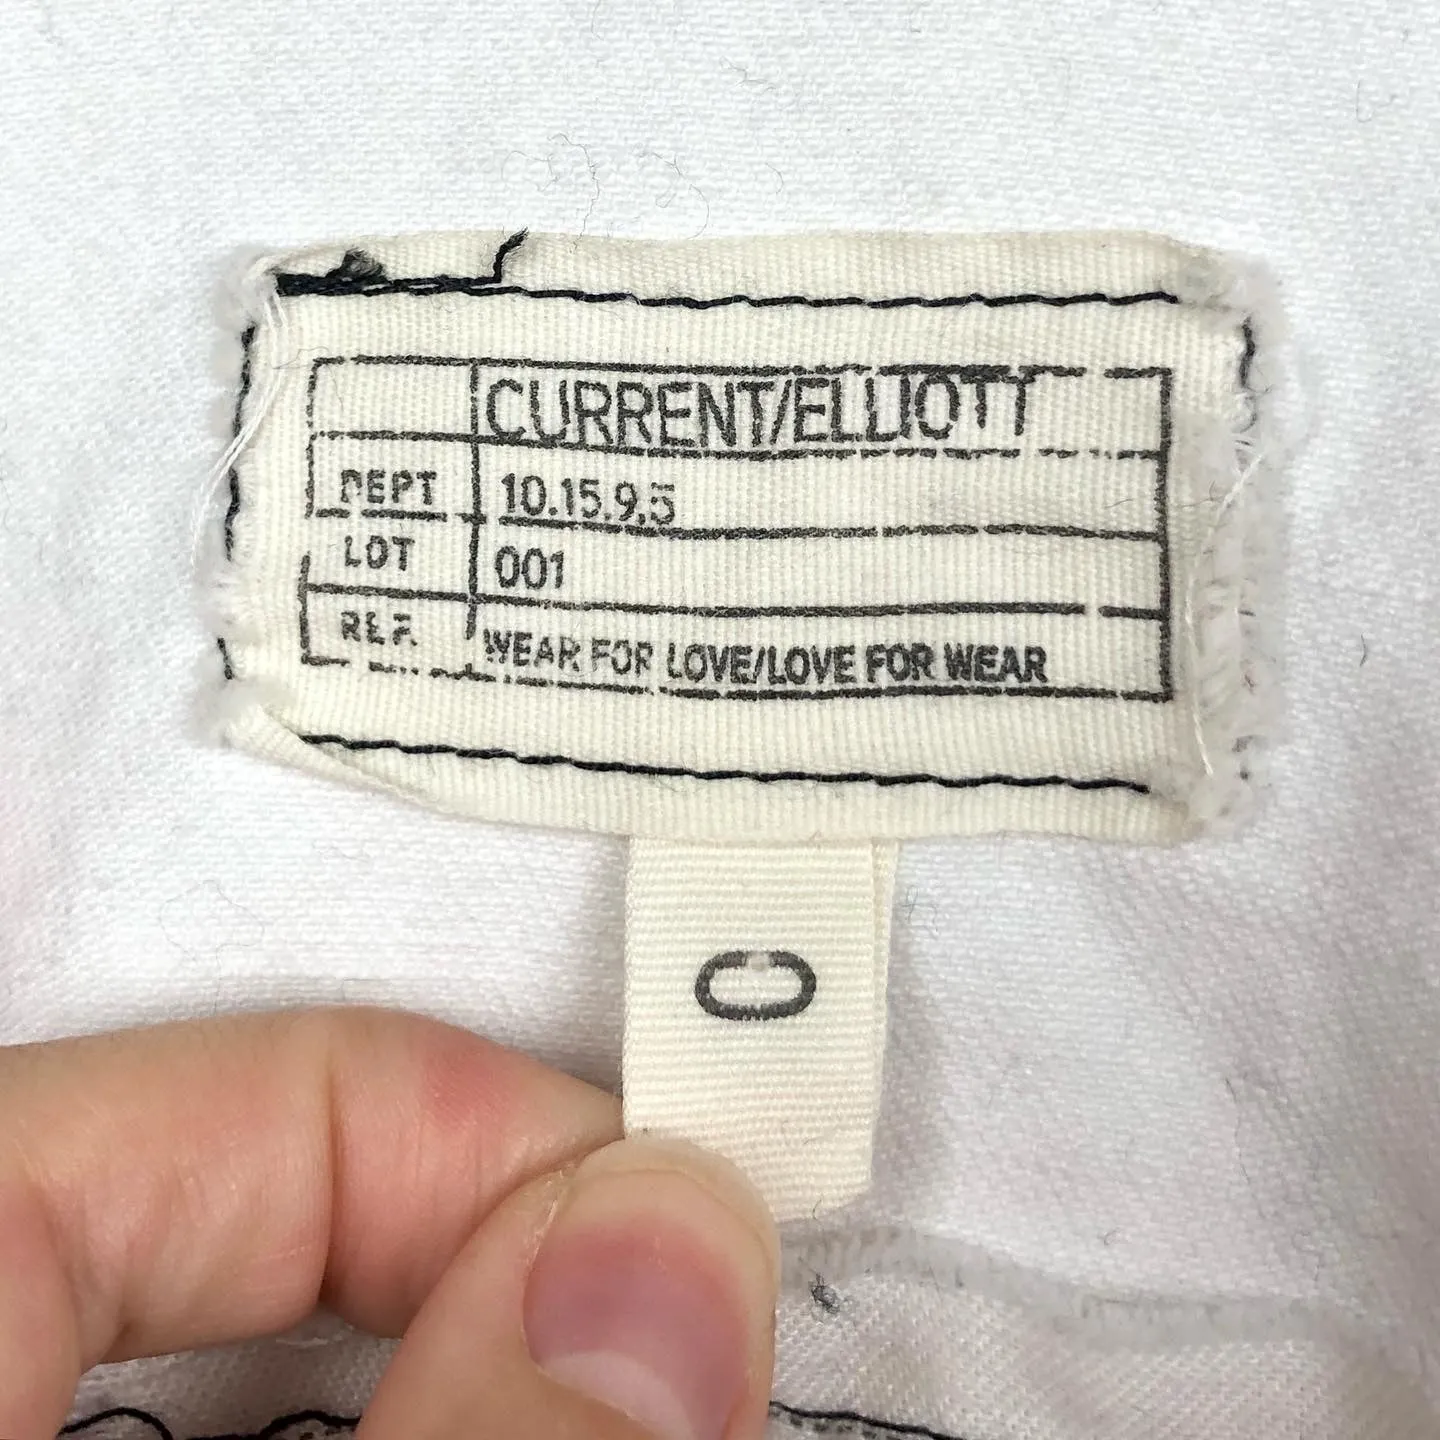 CURRENT/ELLIOTT
DEPT 10.15.9.5
LOT 001
REF. WEAR FOR LOVE/LOVE FOR WEAR
0